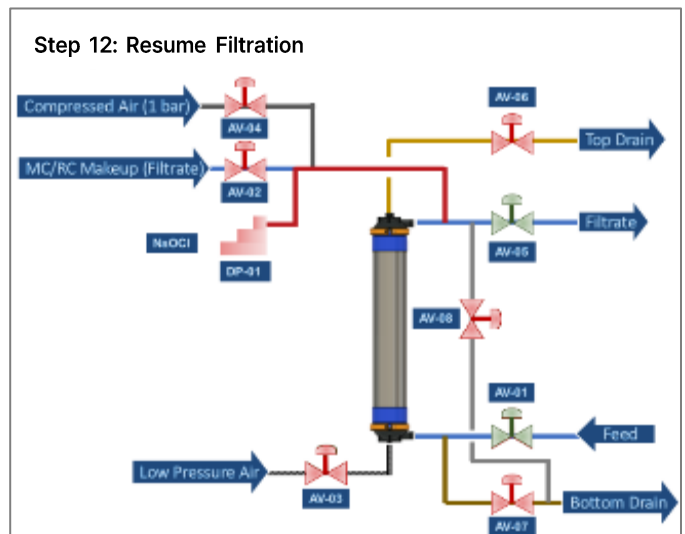 Step 12: Resume Filtration
AV-06
Compressed Air (1 bar)
AV-04
Top Drain
MC/RC Makeup (Filtrate)
AV-02
Filtrate
NaOCl
AV-05
DP-01
AV-08
AV-01
Feed
Low Pressure Air
AV-03
Bottom Drain
AV-07